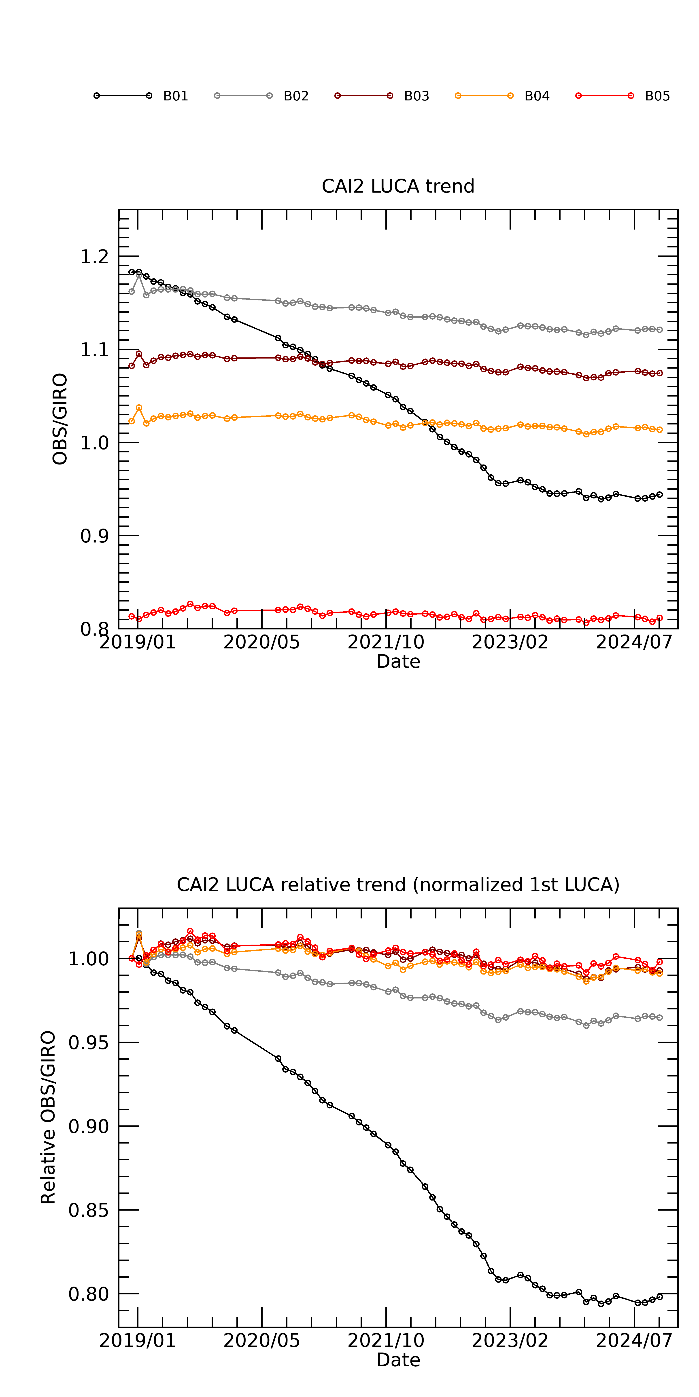 B01 B02 B03 B04 B05
CAI2 LUCA trend
1.2
1.1
1.0
0.9
0.8
OBS/GIRO
2019/01 2020/05 2021/10 2023/02 2024/07
Date
CAI2 LUCA relative trend (normalized 1st LUCA)
1.00
0.95
0.90
0.85
0.80
Relative OBS/GIRO
2019/01 2020/05 2021/10 2023/02 2024/07
Date